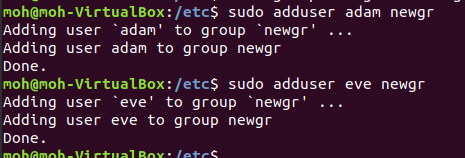 moh@moh-VirtualBox:/etc$ sudo adduser adam newgr
Adding user `adam' to group `newgr' ...
Adding user adam to group newgr
Done.
moh@moh-VirtualBox:/etc$ sudo adduser eve newgr
Adding user `eve' to group `newgr' ...
Adding user eve to group newgr
Done.
moh@moh-VirtualBox:/etc$